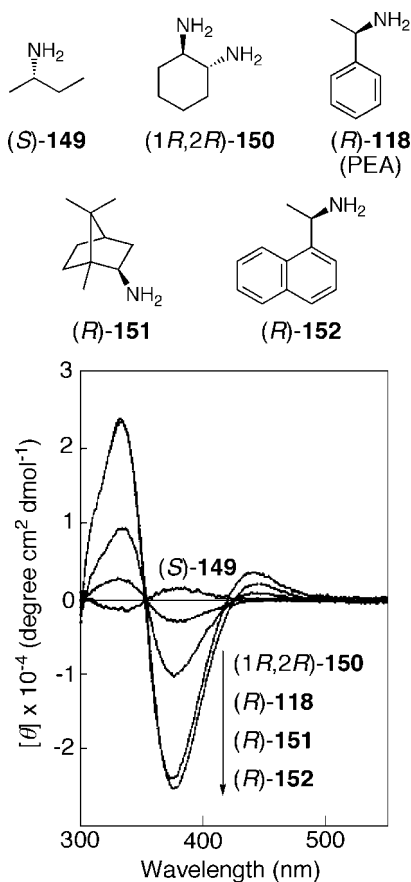 NH₂
NH₂
NH₂
NH₂
(S)-149
(1R,2R)-150
(R)-118
(PEA)
NH₂
NH₂
(R)-151
(R)-152
3
2
1
0
-1
-2
[θ] x 10⁻⁴ (degree cm² dmol⁻¹)
(S)-149
(1R,2R)-150
(R)-118
(R)-151
(R)-152
300
400
500
Wavelength (nm)